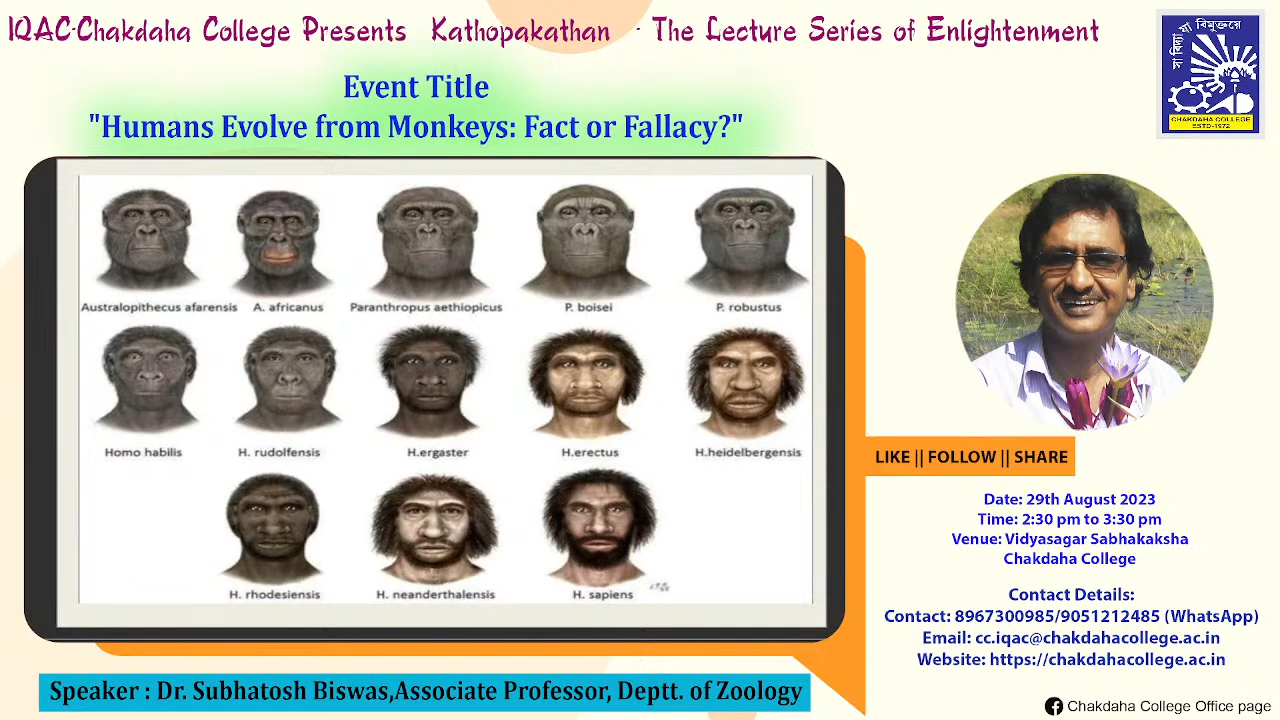 IQAC-Chakdaha College Presents Kathopakathan - The Lecture Series of Enlightenment
সা বিদ্যা যা বিমুক্তয়ে
CHAKDAHA COLLEGE
ESTD-1972
Event Title
"Humans Evolve from Monkeys: Fact or Fallacy?"
Australopithecus afarensis A. africanus Paranthropus aethiopicus P. boisei P. robustus
Homo habilis H. rudolfensis H.ergaster H.erectus H.heidelbergensis
H. rhodesiensis H. neanderthalensis H. sapiens
LIKE || FOLLOW || SHARE
Date: 29th August 2023
Time: 2:30 pm to 3:30 pm
Venue: Vidyasagar Sabhakaksha
Chakdaha College
Contact Details:
Contact: 8967300985/9051212485 (WhatsApp)
Email: cc.iqac@chakdahacollege.ac.in
Website: https://chakdahacollege.ac.in
Speaker : Dr. Subhatosh Biswas,Associate Professor, Deptt. of Zoology
Chakdaha College Office page